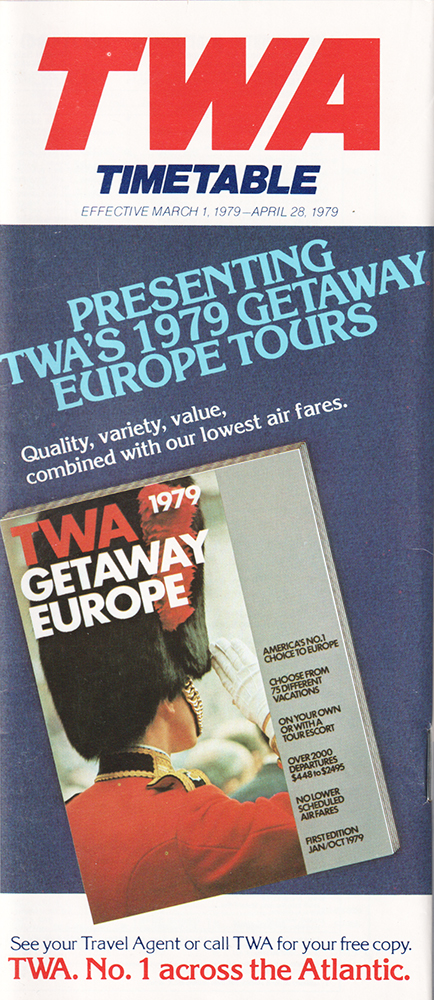 TWA
TIMETABLE
EFFECTIVE MARCH 1, 1979–APRIL 28, 1979
PRESENTING
TWA'S 1979 GETAWAY
EUROPE TOURS
Quality, variety, value,
combined with our lowest air fares.
1979
TWA
GETAWAY
EUROPE
AMERICA'S NO.1
CHOICE TO EUROPE
CHOOSE FROM
75 DIFFERENT
VACATIONS
ON YOUR OWN
OR WITH A
TOUR ESCORT
OVER 2000
DEPARTURES
$448 to $2495
NO LOWER
SCHEDULED
AIR FARES
FIRST EDITION
JAN/OCT 1979
See your Travel Agent or call TWA for your free copy.
TWA. No. 1 across the Atlantic.